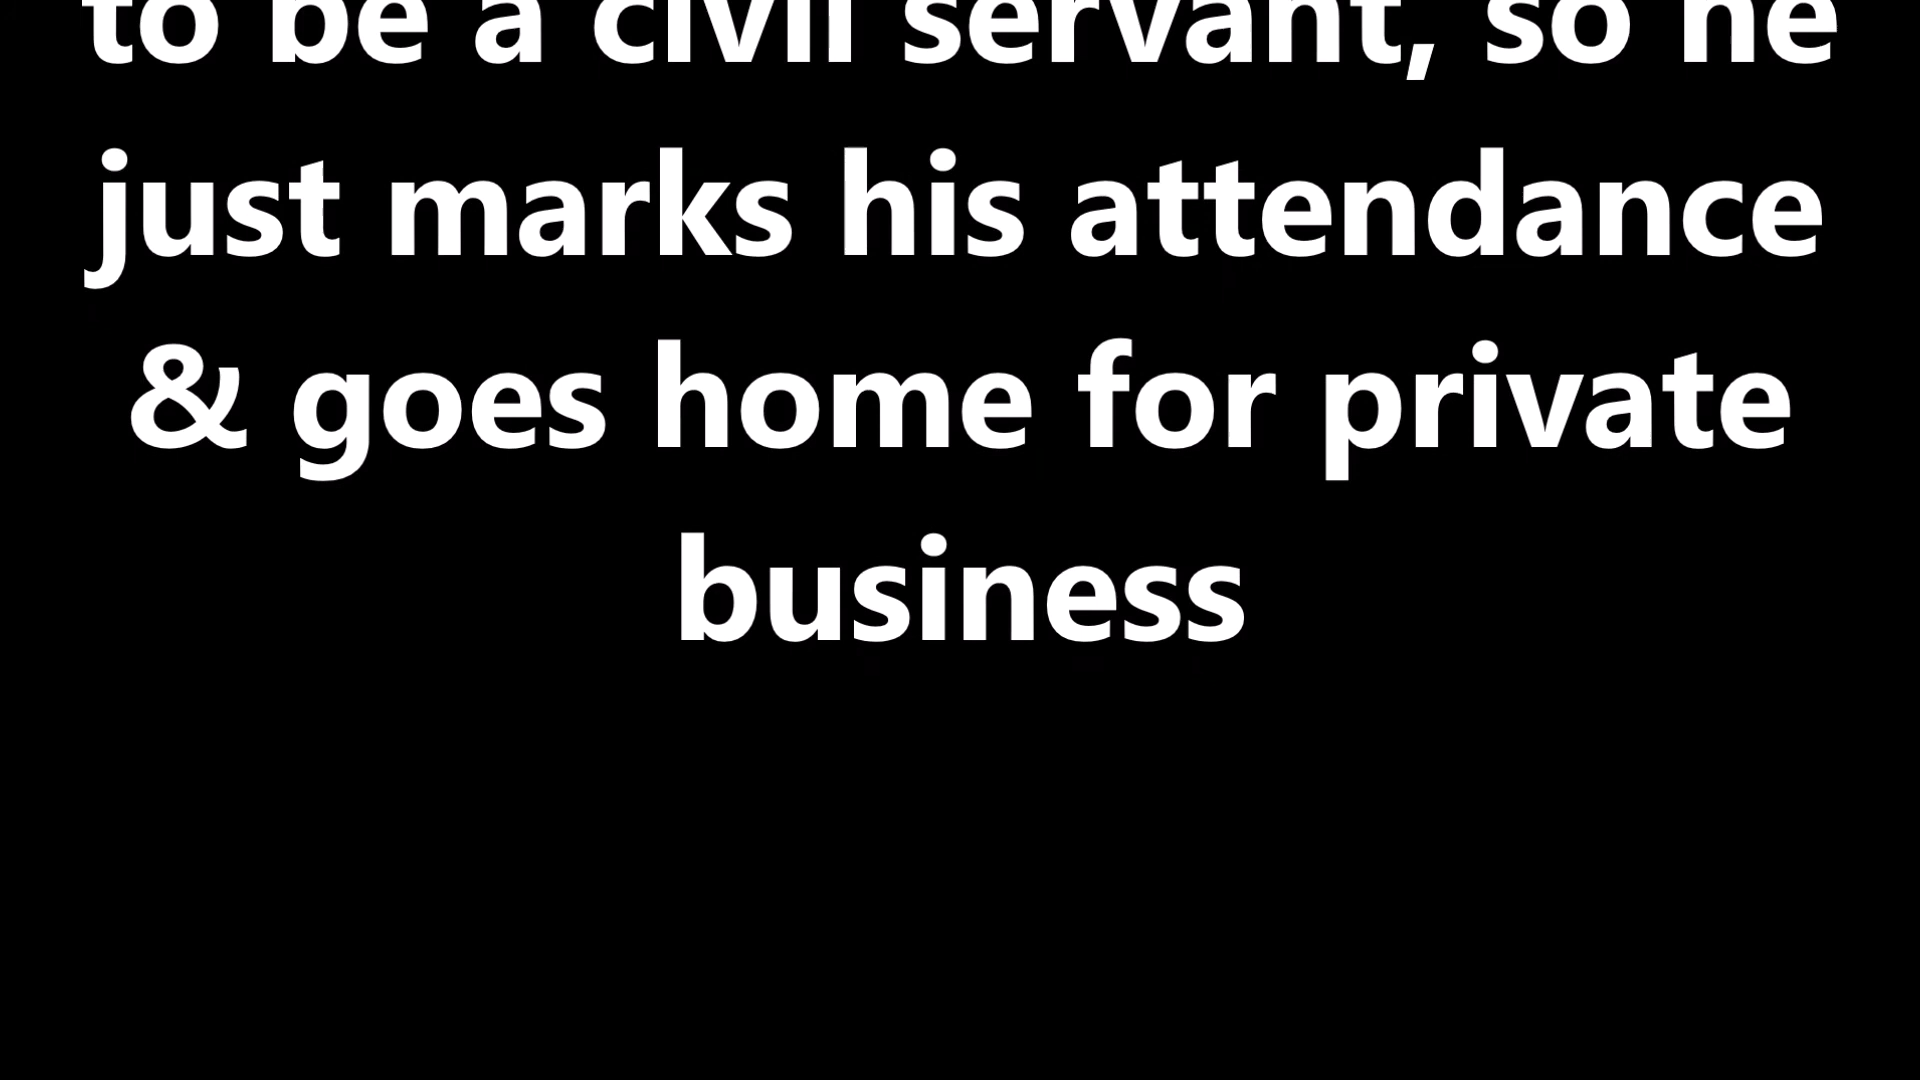 to be a civil servant, so he
just marks his attendance
& goes home for private
business